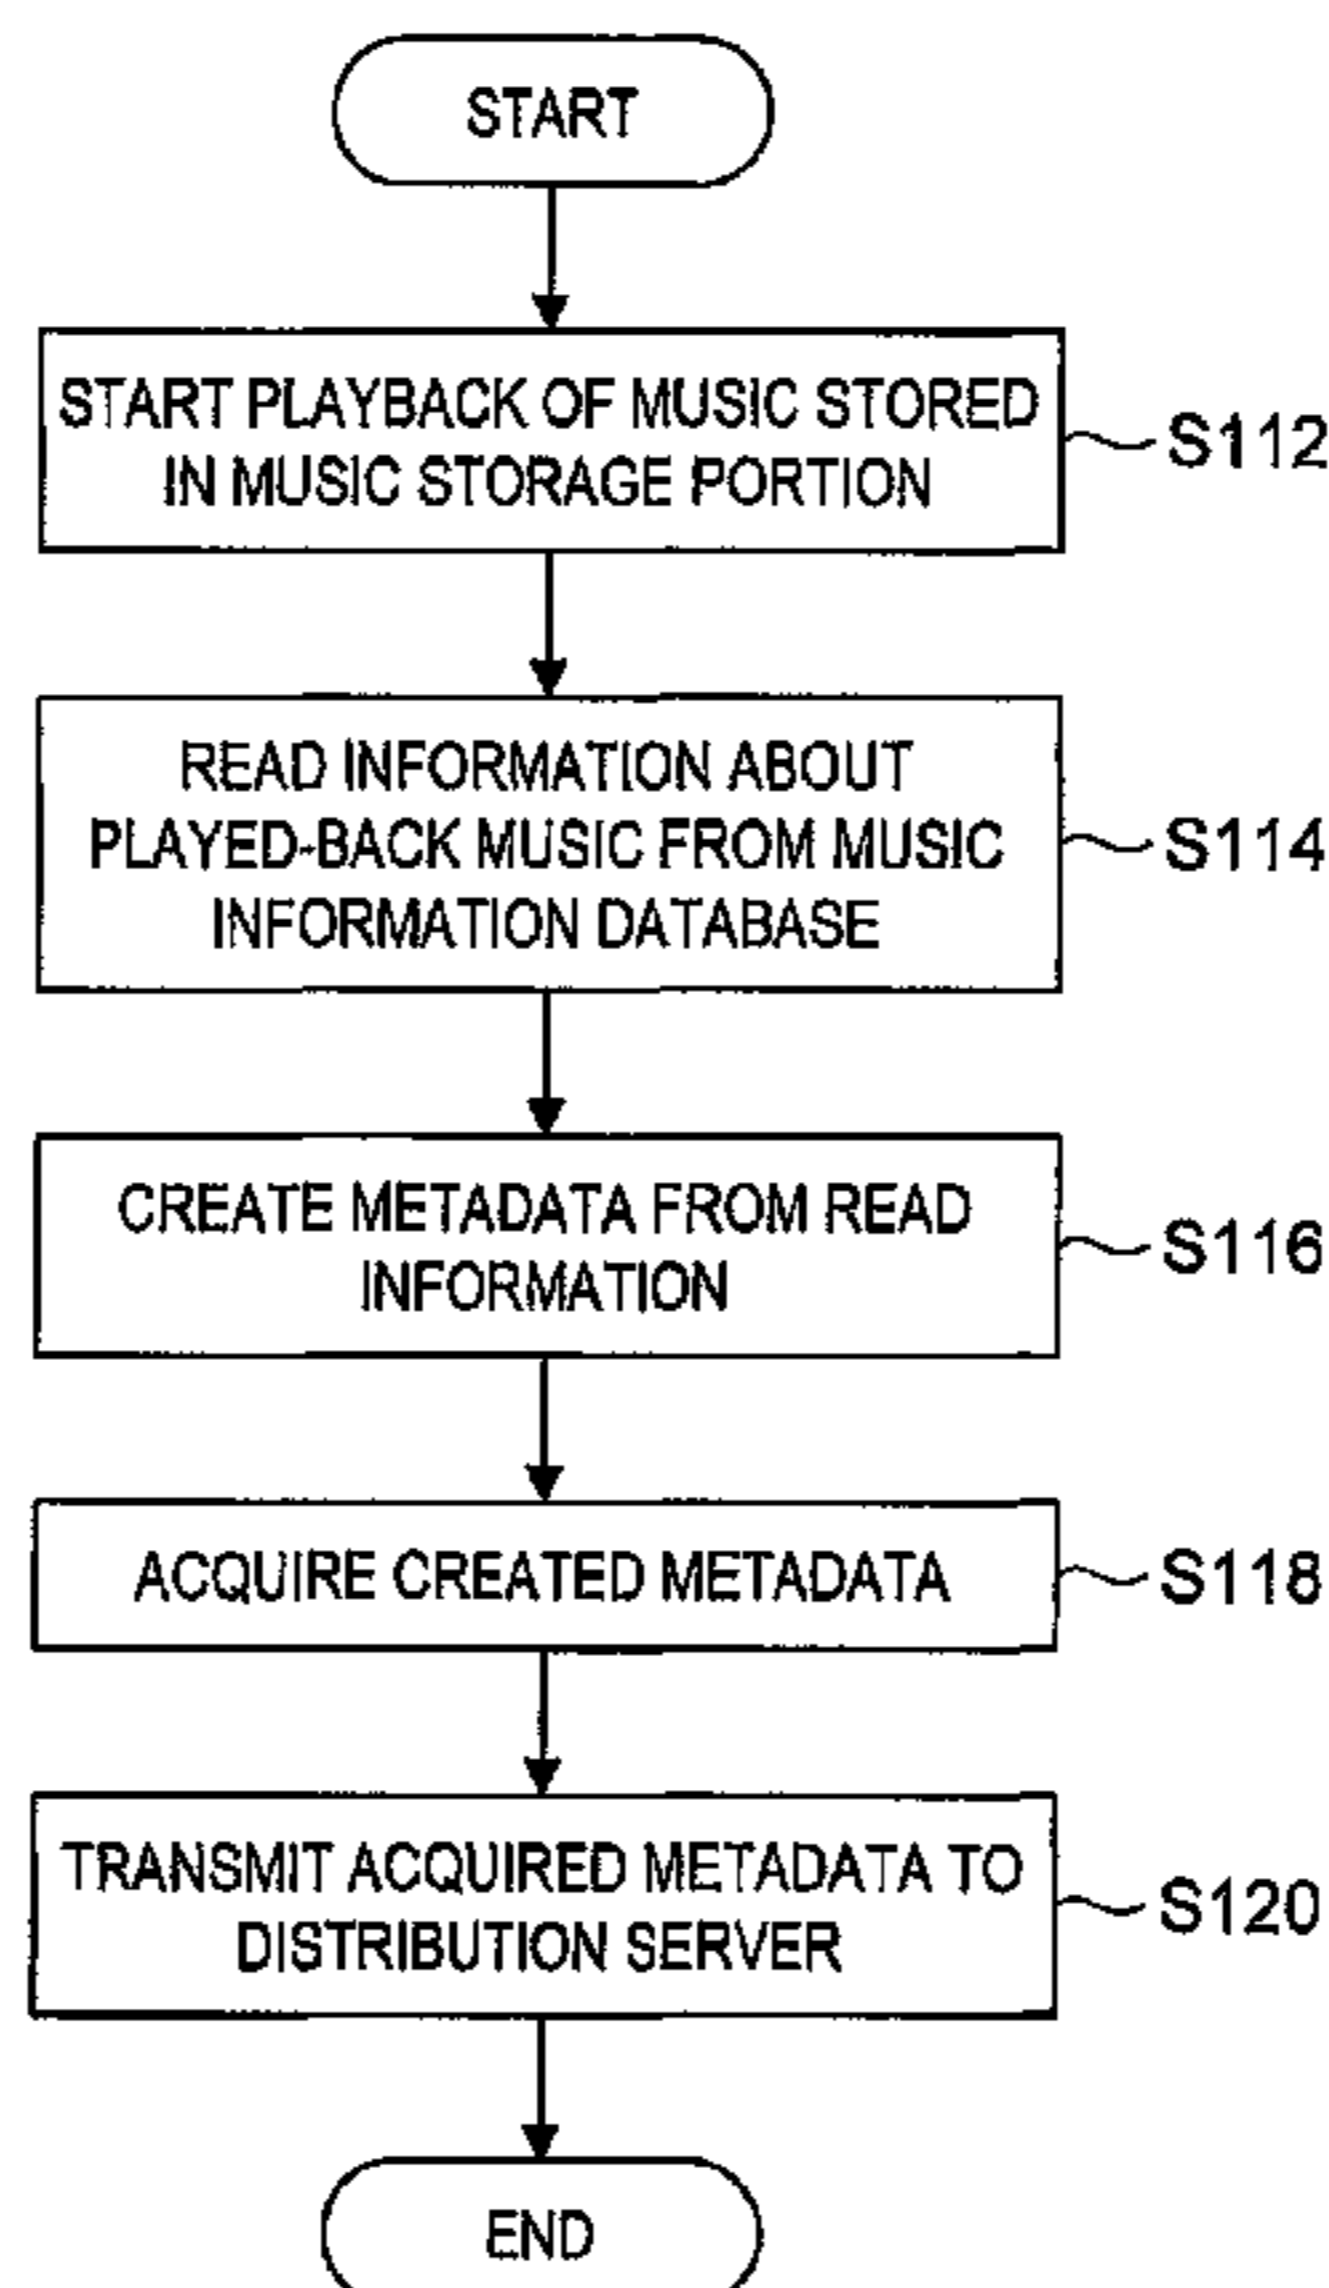 START
START PLAYBACK OF MUSIC STORED
IN MUSIC STORAGE PORTION
S112
READ INFORMATION ABOUT
PLAYED-BACK MUSIC FROM MUSIC
INFORMATION DATABASE
S114
CREATE METADATA FROM READ
INFORMATION
S116
ACQUIRE CREATED METADATA
S118
TRANSMIT ACQUIRED METADATA TO
DISTRIBUTION SERVER
S120
END